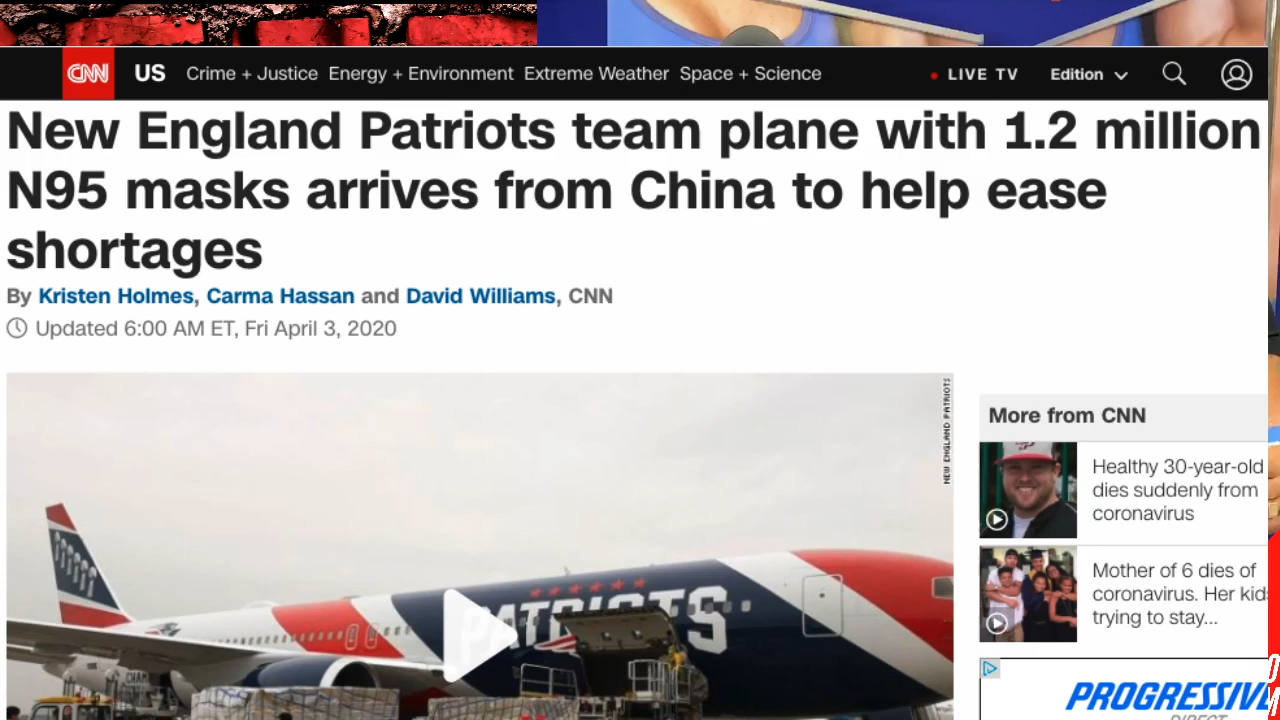 CNN US Crime + Justice Energy + Environment Extreme Weather Space + Science LIVE TV Edition
New England Patriots team plane with 1.2 million
N95 masks arrives from China to help ease
shortages
By Kristen Holmes, Carma Hassan and David Williams, CNN
Updated 6:00 AM ET, Fri April 3, 2020
NEW ENGLAND PATRIOTS
PATRIOTS
CHAM
More from CNN
Healthy 30-year-old
dies suddenly from
coronavirus
Mother of 6 dies of
coronavirus. Her kids
trying to stay...
PROGRESSIVE
DIRECT